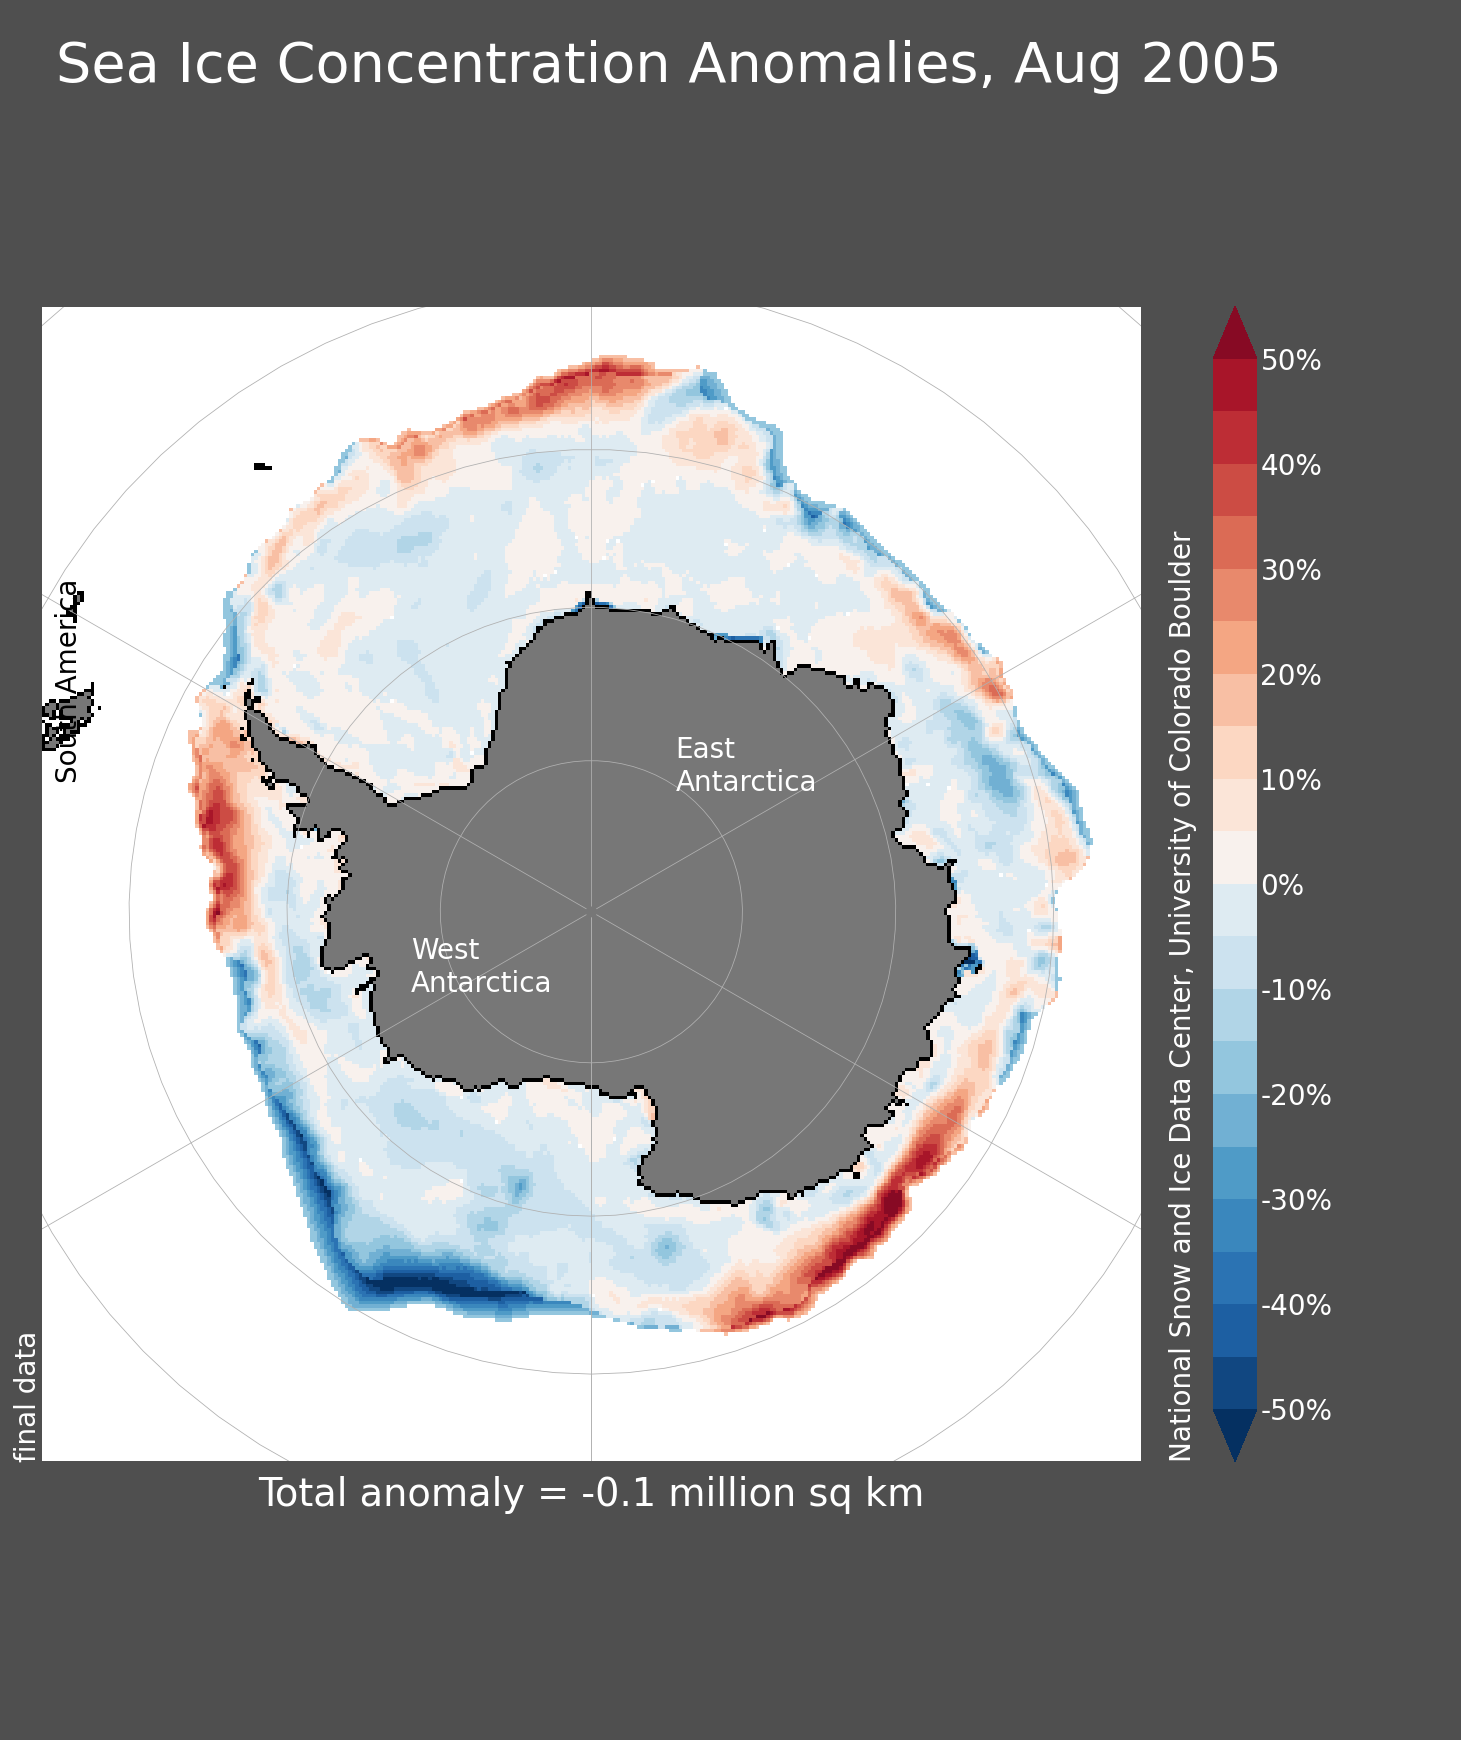 Sea Ice Concentration Anomalies, Aug 2005
South America
East
Antarctica
West
Antarctica
final data
National Snow and Ice Data Center, University of Colorado Boulder
50%
40%
30%
20%
10%
0%
-10%
-20%
-30%
-40%
-50%
Total anomaly = -0.1 million sq km